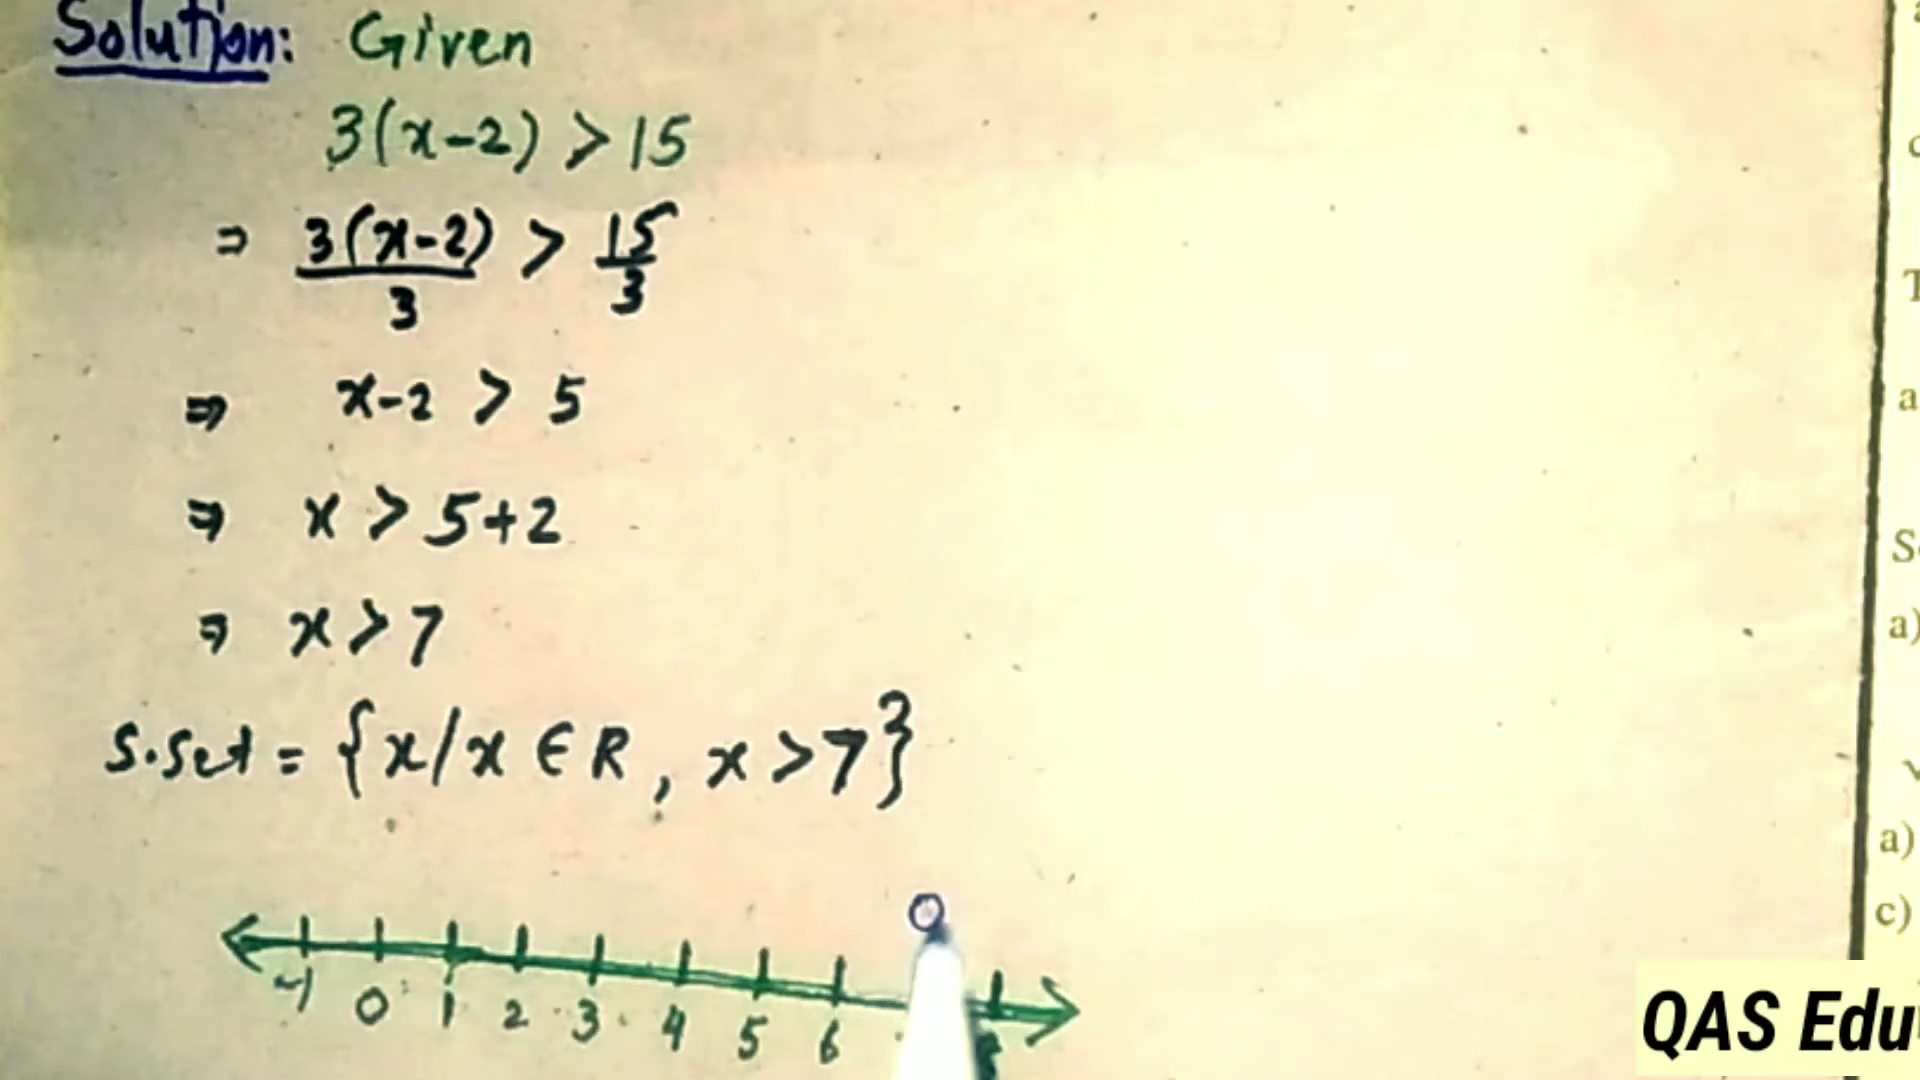 Solution: Given
3(x-2) > 15
⇒ 3(x-2)/3 > 15/3
⇒ x-2 > 5
⇒ x > 5+2
⇒ x > 7
S.Set = {x/x ∈ R, x > 7}
-1 0 1 2 3 4 5 6
a
S
a)
a)
c)
QAS Edu